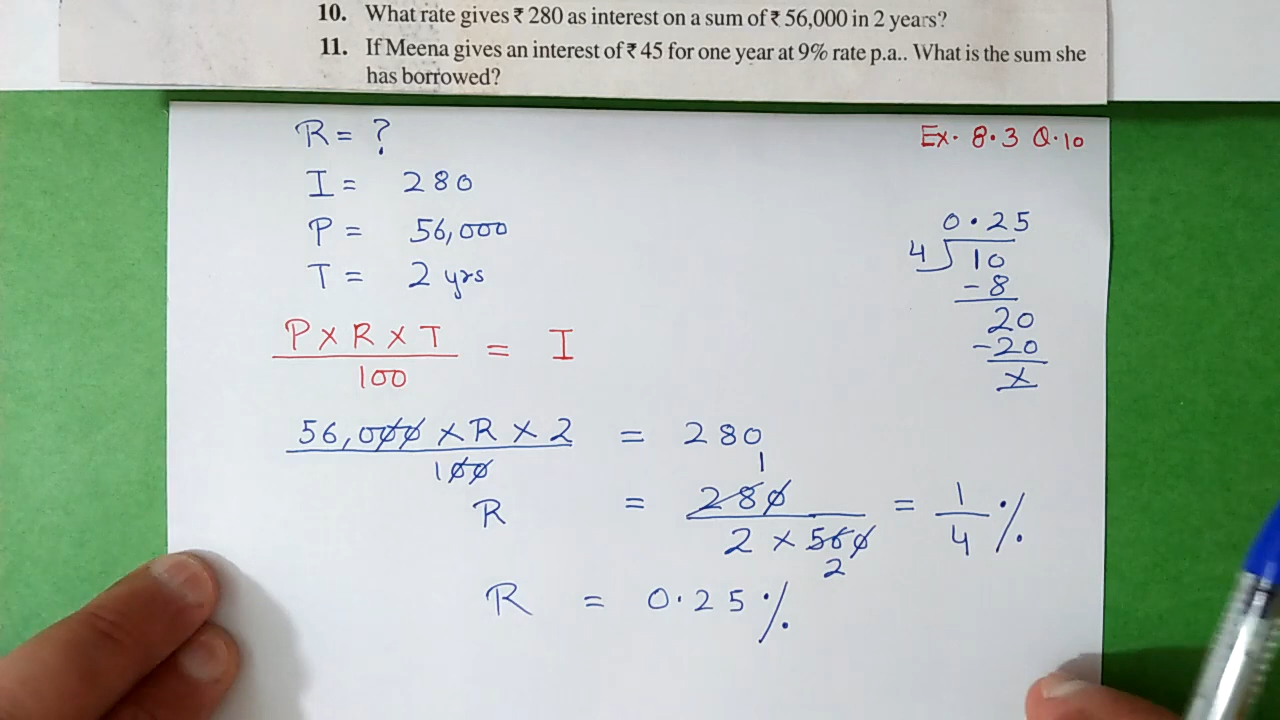 10. What rate gives ₹ 280 as interest on a sum of ₹ 56,000 in 2 years?
11. If Meena gives an interest of ₹ 45 for one year at 9% rate p.a.. What is the sum she
has borrowed?
Ex. 8.3 Q.10
R = ?
I = 280
P = 56,000
T = 2 yrs
P × R × T
100
= I
0.25
4 10
-8
20
-20
×
56,000 × R × 2
100
= 280
R = 280
1
2 × 560
2
= 1
4 %
R = 0.25 %